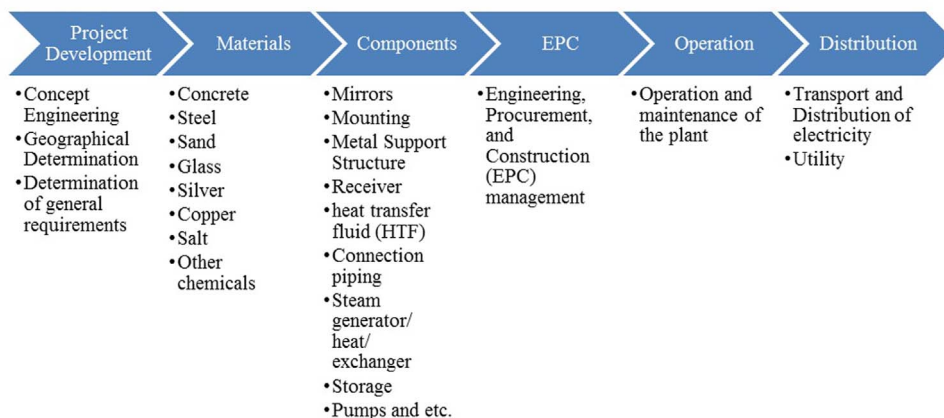 Project
Development
Materials
Components
EPC
Operation
Distribution
•Concept
Engineering
•Geographical
Determination
•Determination
of general
requirements
•Concrete
•Steel
•Sand
•Glass
•Silver
•Copper
•Salt
•Other
chemicals
•Mirrors
•Mounting
•Metal Support
Structure
•Receiver
•heat transfer
fluid (HTF)
•Connection
piping
•Steam
generator/
heat/
exchanger
•Storage
•Pumps and etc.
•Engineering,
Procurement,
and
Construction
(EPC)
management
•Operation and
maintenance of
the plant
•Transport and
Distribution of
electricity
•Utility